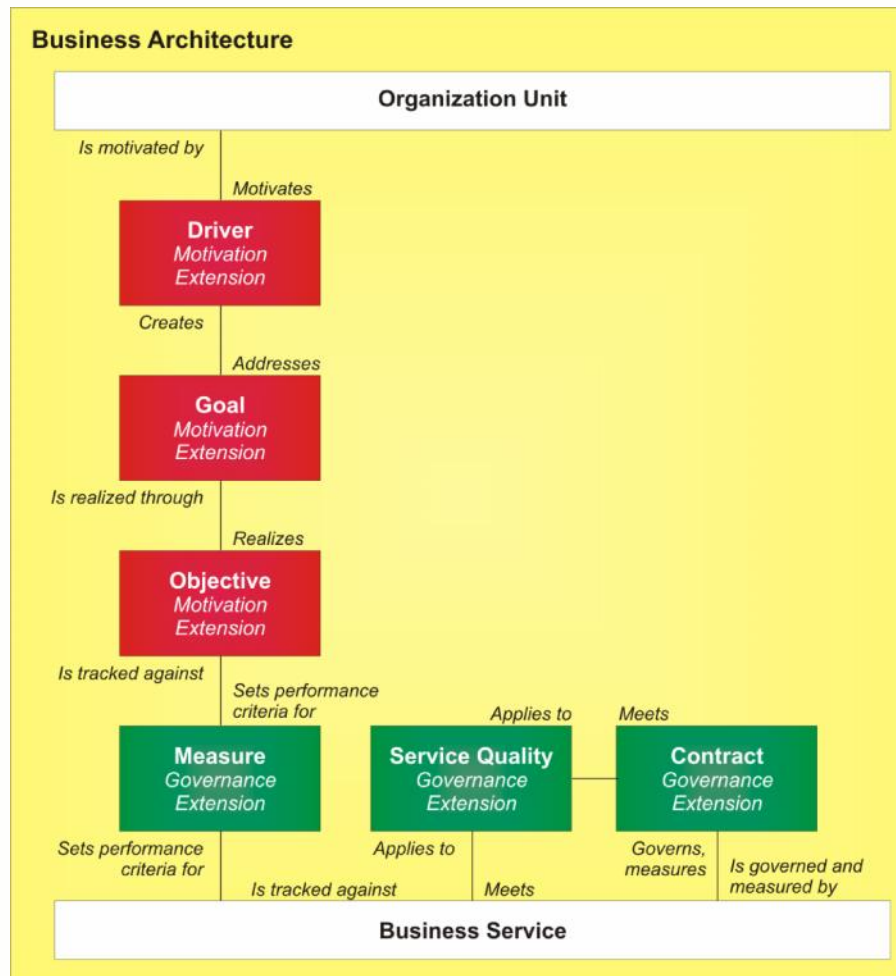 Business Architecture
Organization Unit
Is motivated by
Motivates
Driver
Motivation
Extension
Creates
Addresses
Goal
Motivation
Extension
Is realized through
Realizes
Objective
Motivation
Extension
Is tracked against
Sets performance
criteria for
Applies to
Meets
Measure
Governance
Extension
Service Quality
Governance
Extension
Contract
Governance
Extension
Sets performance
criteria for
Is tracked against
Applies to
Meets
Governs,
measures
Is governed and
measured by
Business Service